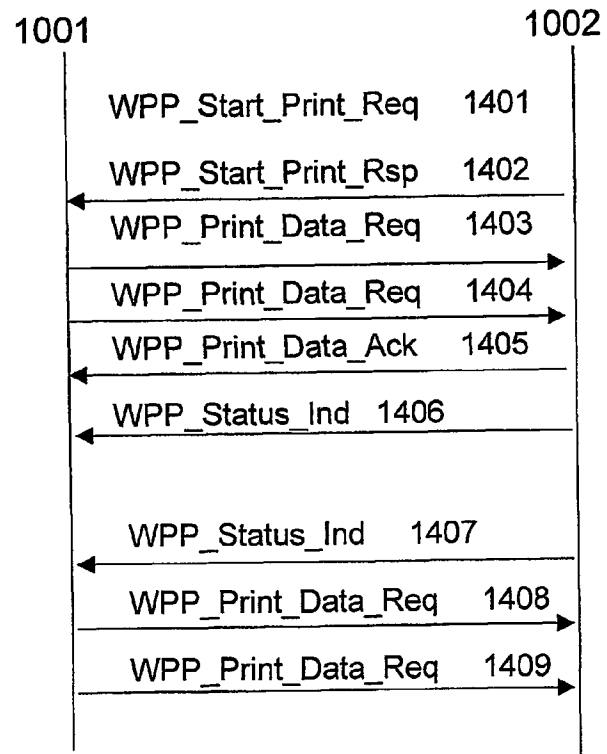 1001 1002
WPP_Start_Print_Req 1401
WPP_Start_Print_Rsp 1402
WPP_Print_Data_Req 1403
WPP_Print_Data_Req 1404
WPP_Print_Data_Ack 1405
WPP_Status_Ind 1406
WPP_Status_Ind 1407
WPP_Print_Data_Req 1408
WPP_Print_Data_Req 1409